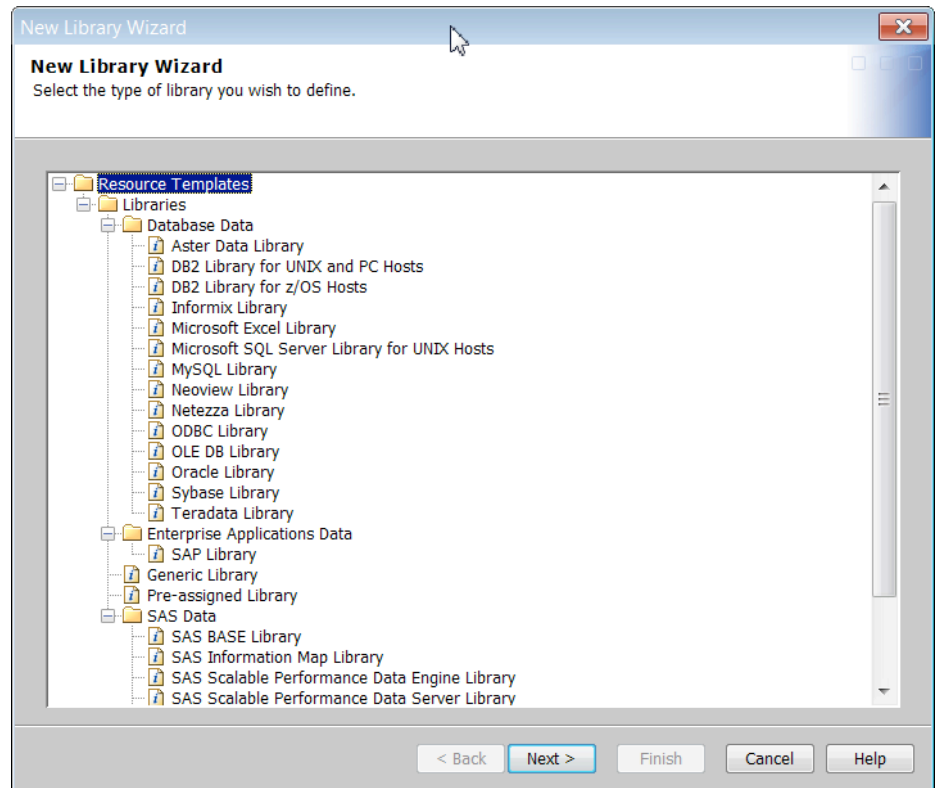 New Library Wizard
New Library Wizard
Select the type of library you wish to define.
Resource Templates
Libraries
Database Data
Aster Data Library
DB2 Library for UNIX and PC Hosts
DB2 Library for z/OS Hosts
Informix Library
Microsoft Excel Library
Microsoft SQL Server Library for UNIX Hosts
MySQL Library
Neoview Library
Netezza Library
ODBC Library
OLE DB Library
Oracle Library
Sybase Library
Teradata Library
Enterprise Applications Data
SAP Library
Generic Library
Pre-assigned Library
SAS Data
SAS BASE Library
SAS Information Map Library
SAS Scalable Performance Data Engine Library
SAS Scalable Performance Data Server Library
< Back Next > Finish Cancel Help